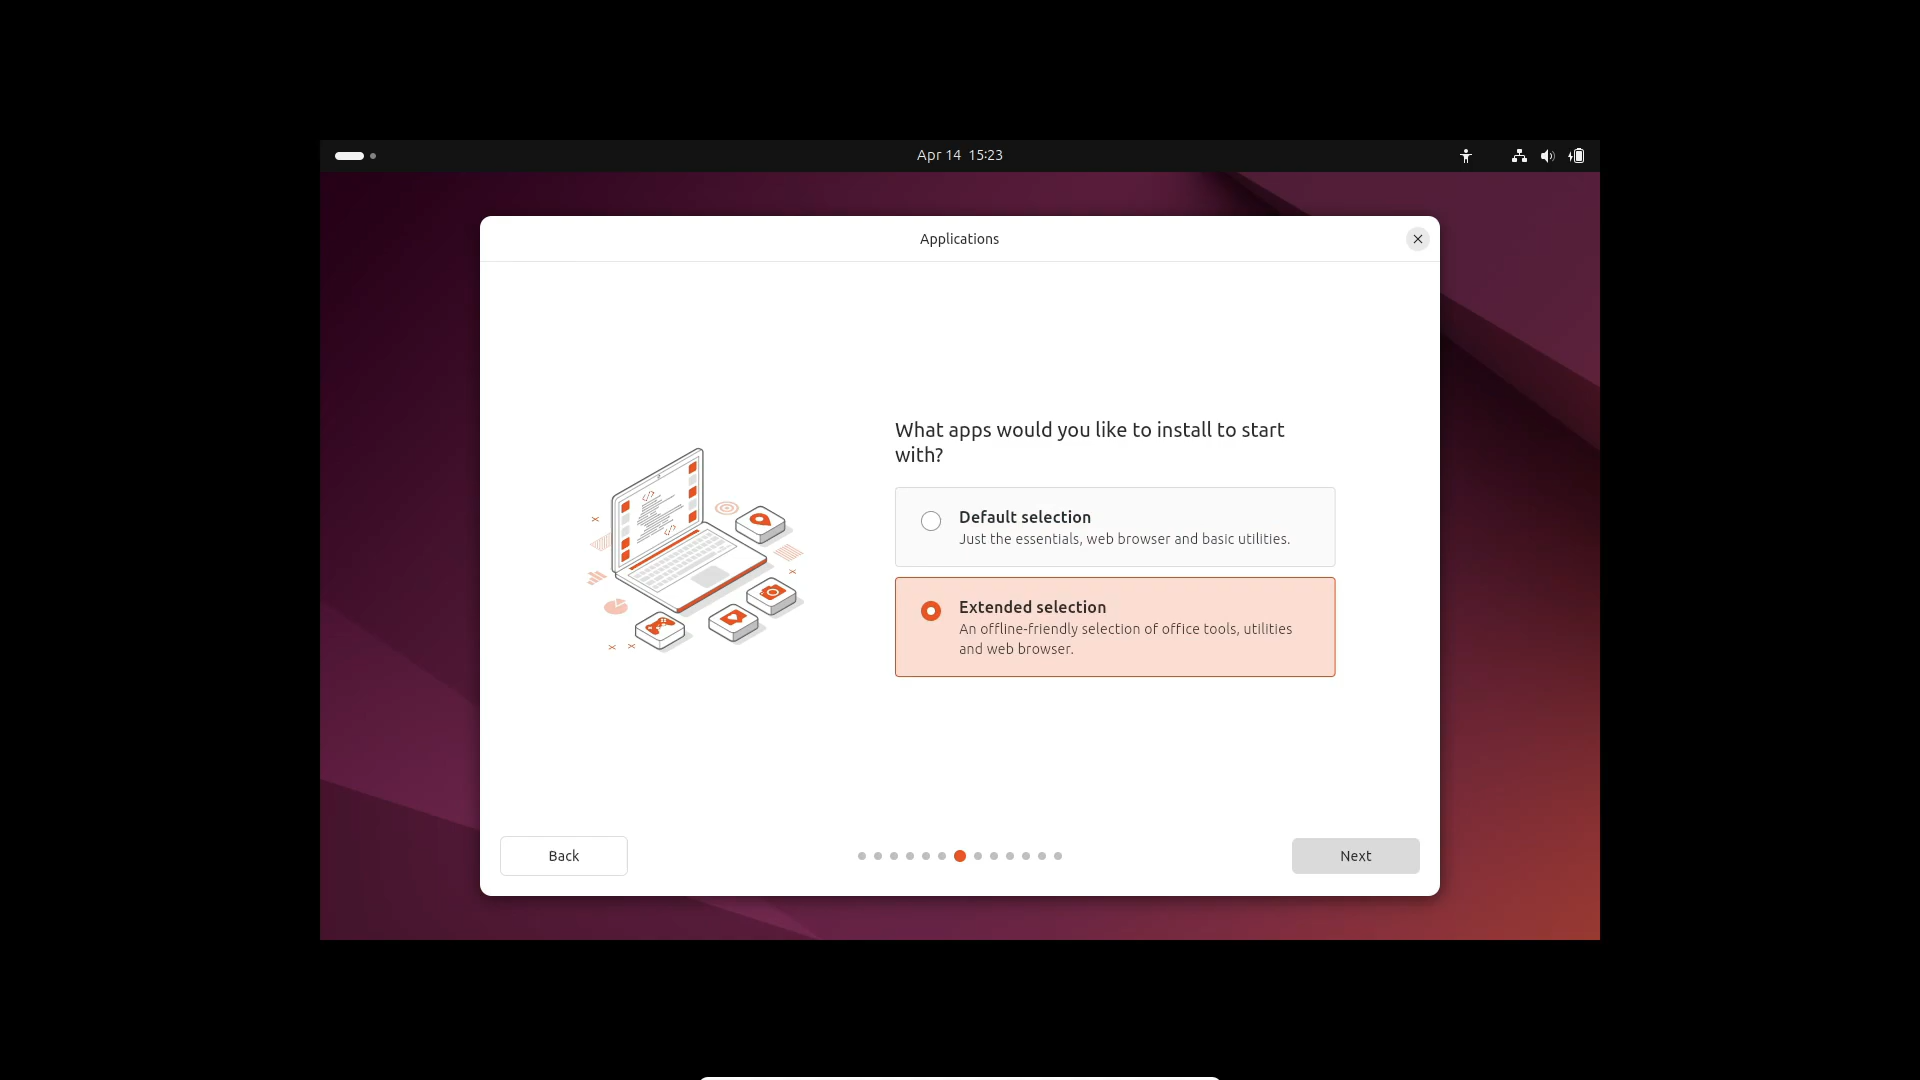 Apr 14 15:23
Applications
What apps would you like to install to start
with?
Default selection
Just the essentials, web browser and basic utilities.
Extended selection
An offline-friendly selection of office tools, utilities
and web browser.
Back
Next